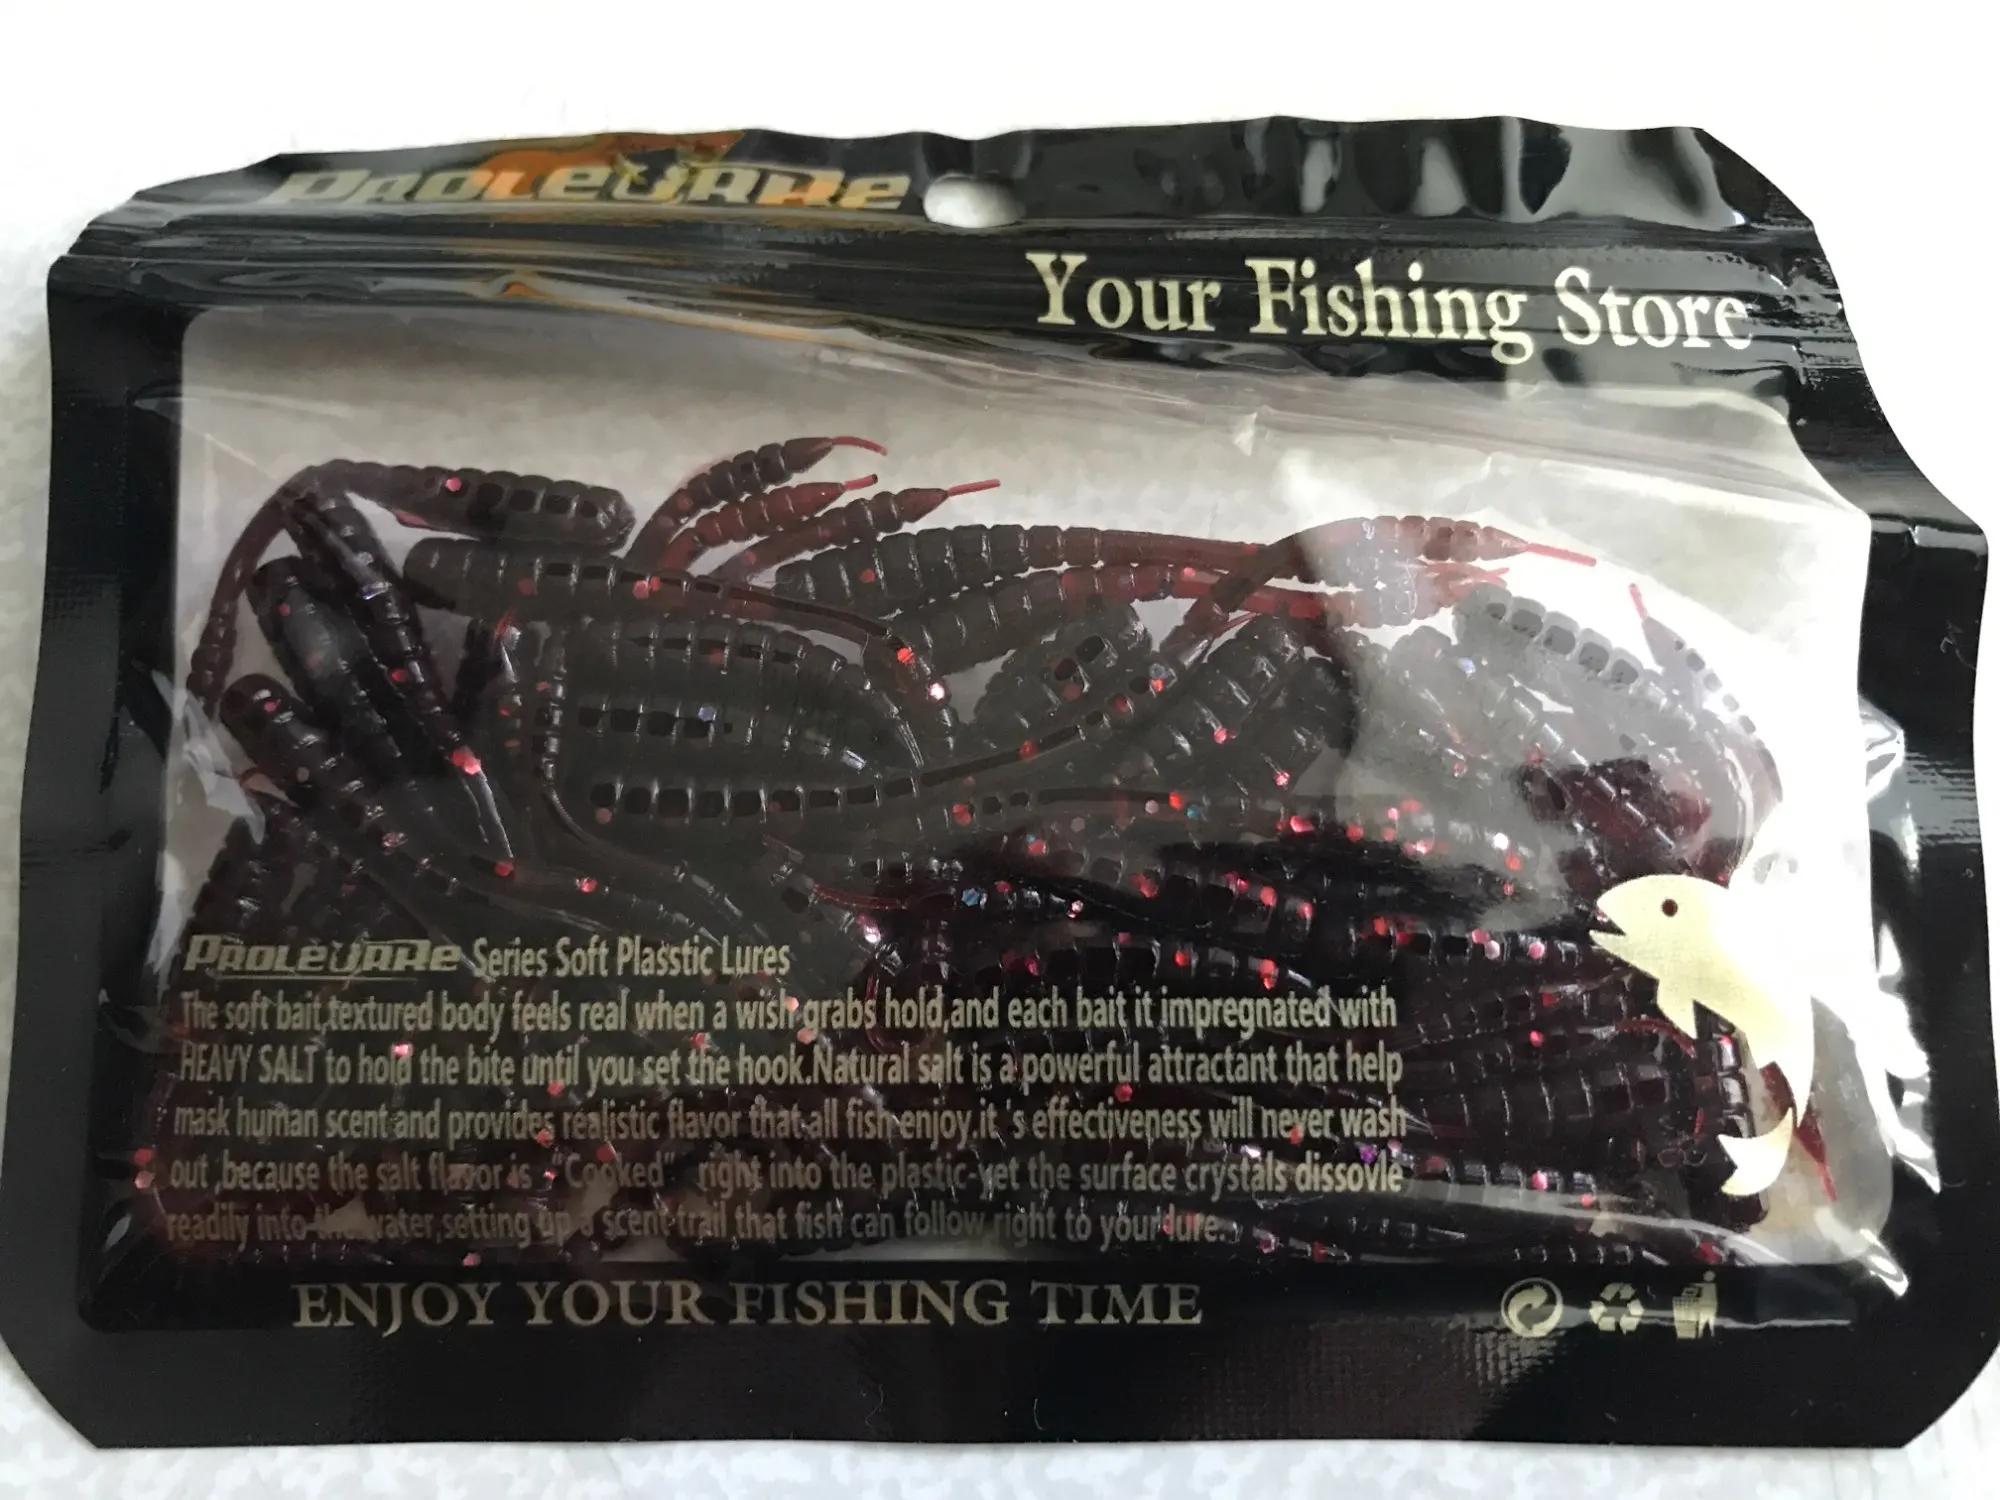 PROLEURRE
Your Fishing Store
PROLEURRE Series Soft Plasstic Lures
The soft bait,textured body feels real when a wish grabs hold,and each bait it impregnated with
HEAVY SALT to hold the bite until you set the hook.Natural salt is a powerful attractant that help
mask human scent and provides realistic flavor that all fish enjoy.it 's effectiveness will never wash
out ,because the salt flavor is "Cooked" right into the plastic-yet the surface crystals dissovle
readily into the water,setting up a scent trail that fish can follow right to your lure.
ENJOY YOUR FISHING TIME